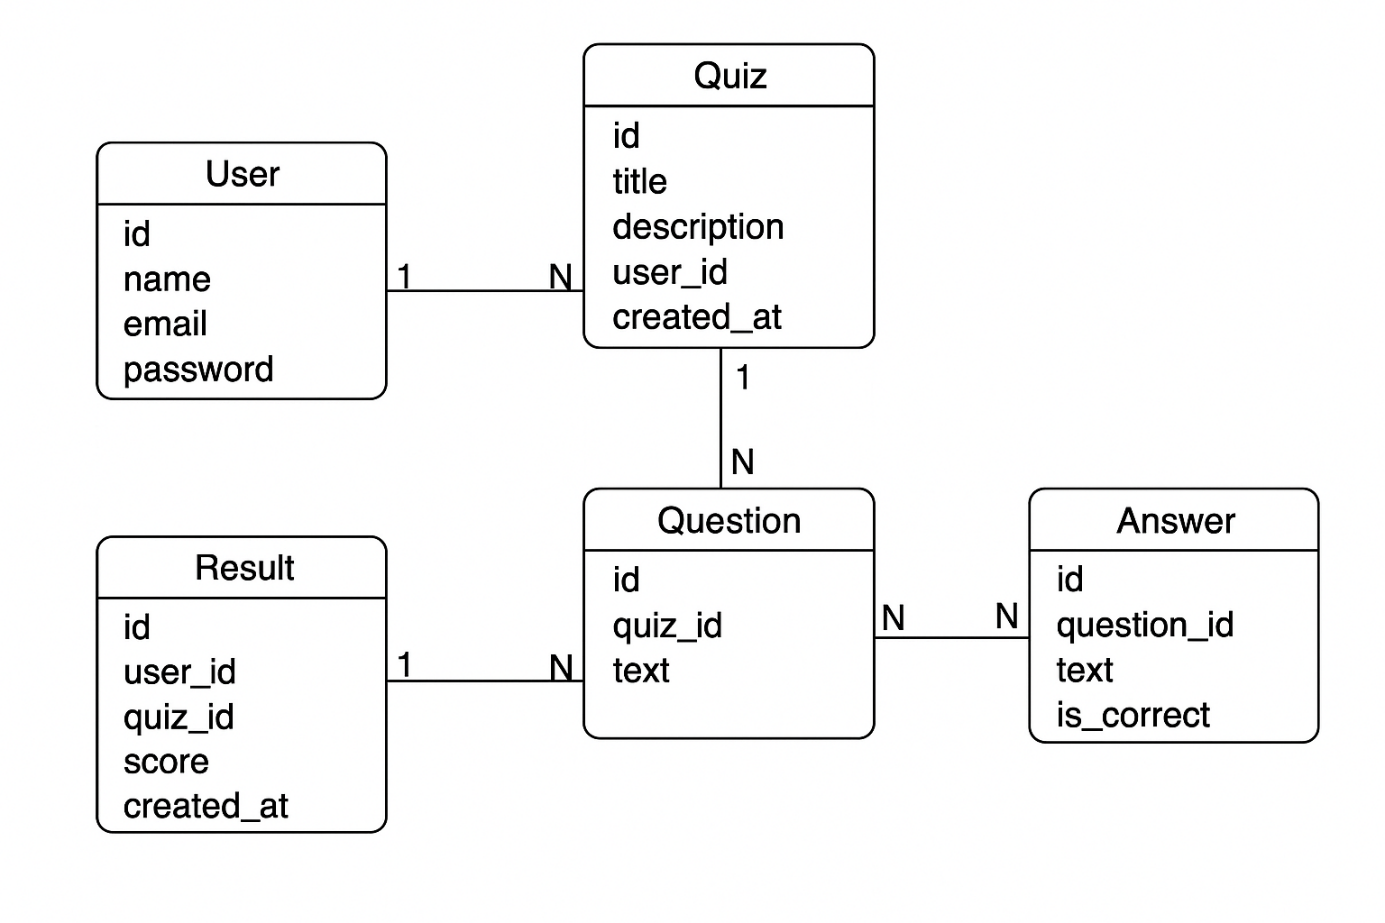 Quiz
id
title
description
user_id
created_at
User
id
name
email
password
1
N
1
N
Question
id
quiz_id
text
Answer
id
question_id
text
is_correct
N
N
Result
id
user_id
quiz_id
score
created_at
1
N